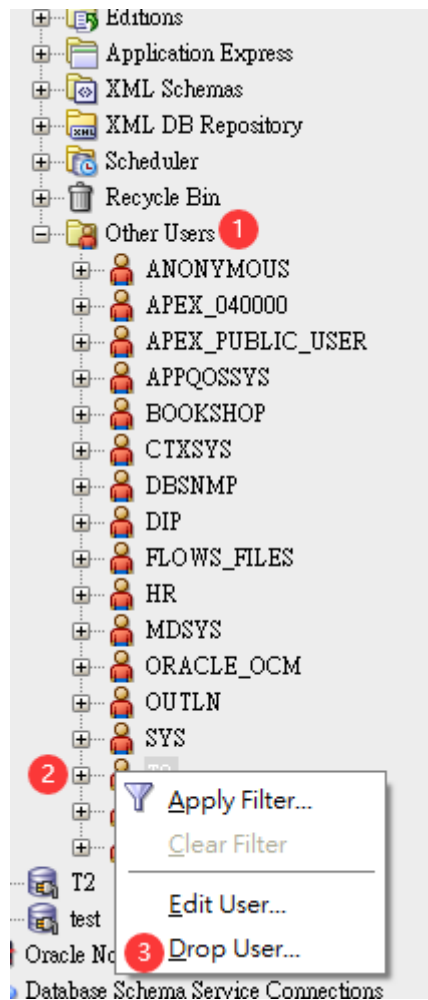 Editions
Application Express
XML Schemas
XML DB Repository
Scheduler
Recycle Bin
Other Users 1
ANONYMOUS
APEX_040000
APEX_PUBLIC_USER
APPQOSSYS
BOOKSHOP
CTXSYS
DBSNMP
DIP
FLOWS_FILES
HR
MDSYS
ORACLE_OCM
OUTLN
SYS
2
Apply Filter...
Clear Filter
Edit User...
3 Drop User...
T2
test
Oracle
Database Schema Service Connections